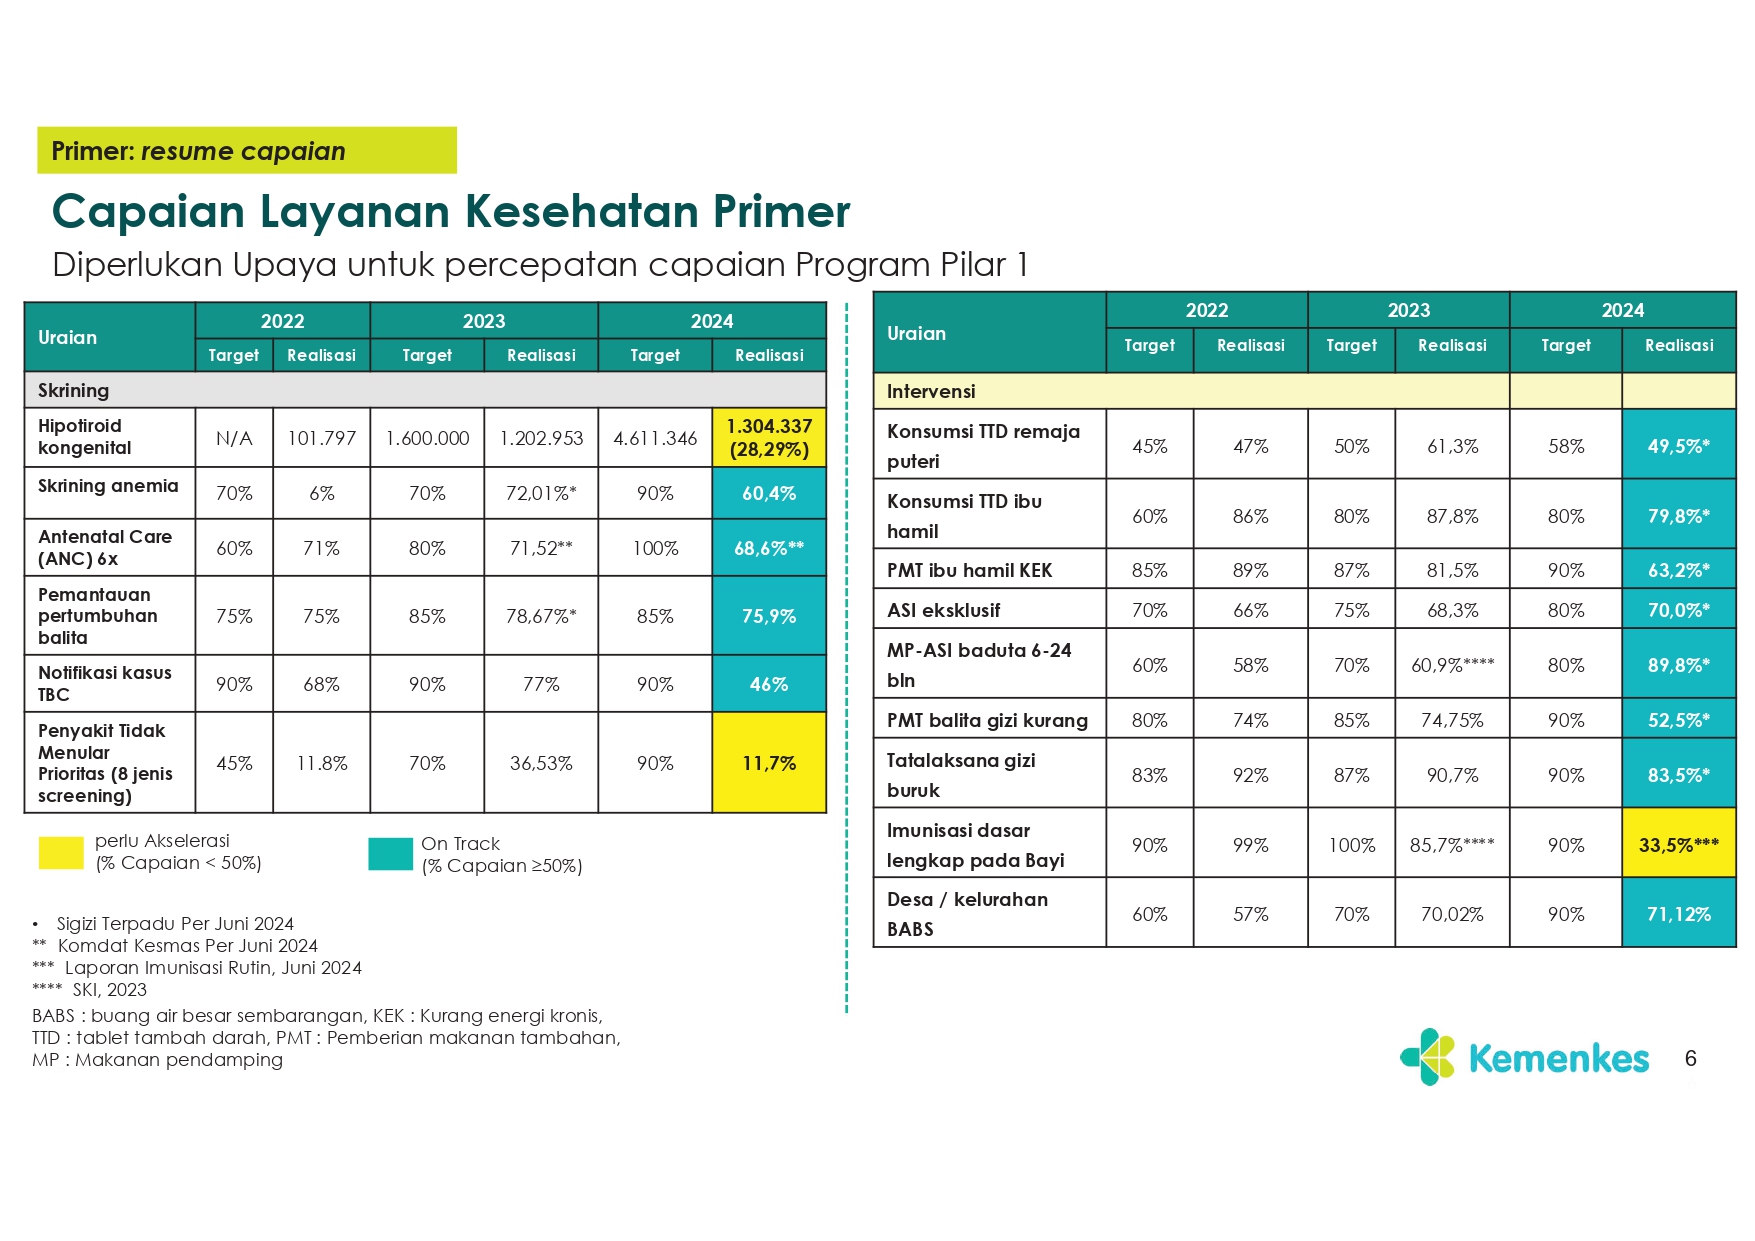 Primer: resume capaian
Capaian Layanan Kesehatan Primer
Diperlukan Upaya untuk percepatan capaian Program Pilar 1
Uraian 2022 2023 2024
Target Realisasi Target Realisasi Target Realisasi
Skrining
Hipotiroid kongenital N/A 101.797 1.600.000 1.202.953 4.611.346 1.304.337 (28,29%)
Skrining anemia 70% 6% 70% 72,01%* 90% 60,4%
Antenatal Care (ANC) 6x 60% 71% 80% 71,52** 100% 68,6%**
Pemantauan pertumbuhan balita 75% 75% 85% 78,67%* 85% 75,9%
Notifikasi kasus TBC 90% 68% 90% 77% 90% 46%
Penyakit Tidak Menular Prioritas (8 jenis screening) 45% 11.8% 70% 36,53% 90% 11,7%
perlu Akselerasi
(% Capaian < 50%)
On Track
(% Capaian ≥50%)
• Sigizi Terpadu Per Juni 2024
** Komdat Kesmas Per Juni 2024
*** Laporan Imunisasi Rutin, Juni 2024
**** SKI, 2023
BABS : buang air besar sembarangan, KEK : Kurang energi kronis,
TTD : tablet tambah darah, PMT : Pemberian makanan tambahan,
MP : Makanan pendamping
Uraian 2022 2023 2024
Target Realisasi Target Realisasi Target Realisasi
Intervensi
Konsumsi TTD remaja puteri 45% 47% 50% 61,3% 58% 49,5%*
Konsumsi TTD ibu hamil 60% 86% 80% 87,8% 80% 79,8%*
PMT ibu hamil KEK 85% 89% 87% 81,5% 90% 63,2%*
ASI eksklusif 70% 66% 75% 68,3% 80% 70,0%*
MP-ASI baduta 6-24 bln 60% 58% 70% 60,9%**** 80% 89,8%*
PMT balita gizi kurang 80% 74% 85% 74,75% 90% 52,5%*
Tatalaksana gizi buruk 83% 92% 87% 90,7% 90% 83,5%*
Imunisasi dasar lengkap pada Bayi 90% 99% 100% 85,7%**** 90% 33,5%***
Desa / kelurahan BABS 60% 57% 70% 70,02% 90% 71,12%
Kemenkes
6